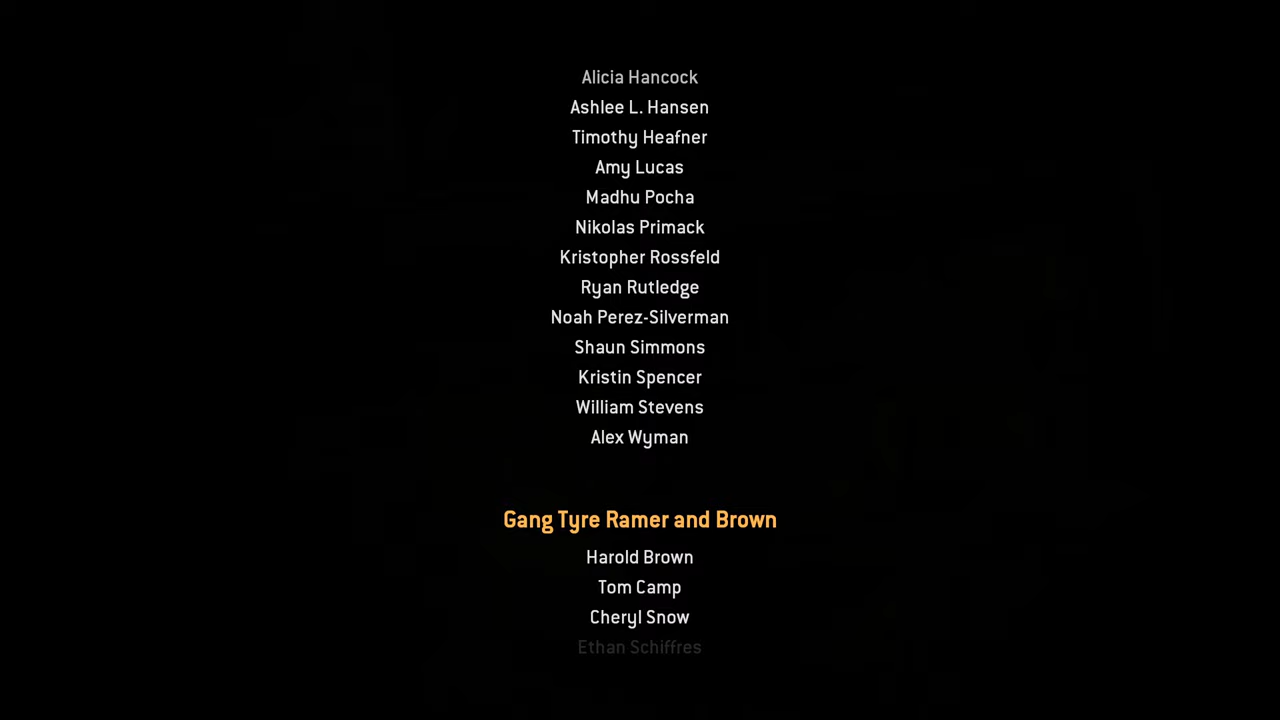 Alicia Hancock
Ashlee L. Hansen
Timothy Heafner
Amy Lucas
Madhu Pocha
Nikolas Primack
Kristopher Rossfeld
Ryan Rutledge
Noah Perez-Silverman
Shaun Simmons
Kristin Spencer
William Stevens
Alex Wyman
Gang Tyre Ramer and Brown
Harold Brown
Tom Camp
Cheryl Snow
Ethan Schiffres